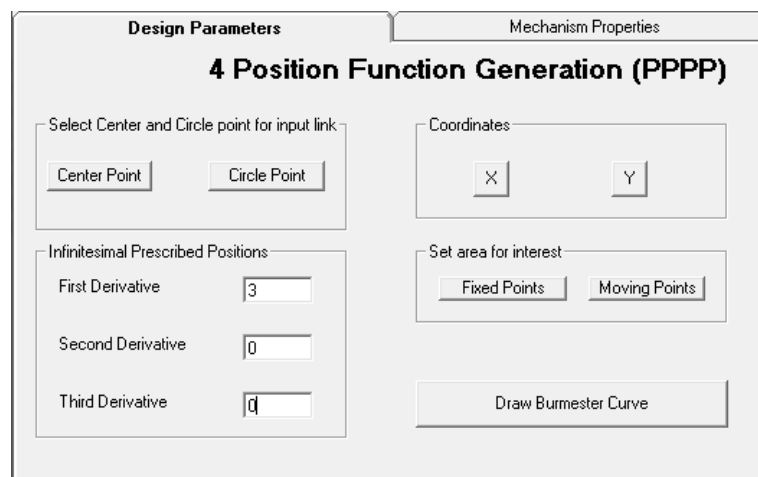 Design Parameters
Mechanism Properties
4 Position Function Generation (PPPP)
Select Center and Circle point for input link
Center Point
Circle Point
Coordinates
X
Y
Infinitesimal Prescribed Positions
First Derivative
3
Second Derivative
0
Third Derivative
0
Set area for interest
Fixed Points
Moving Points
Draw Burmester Curve